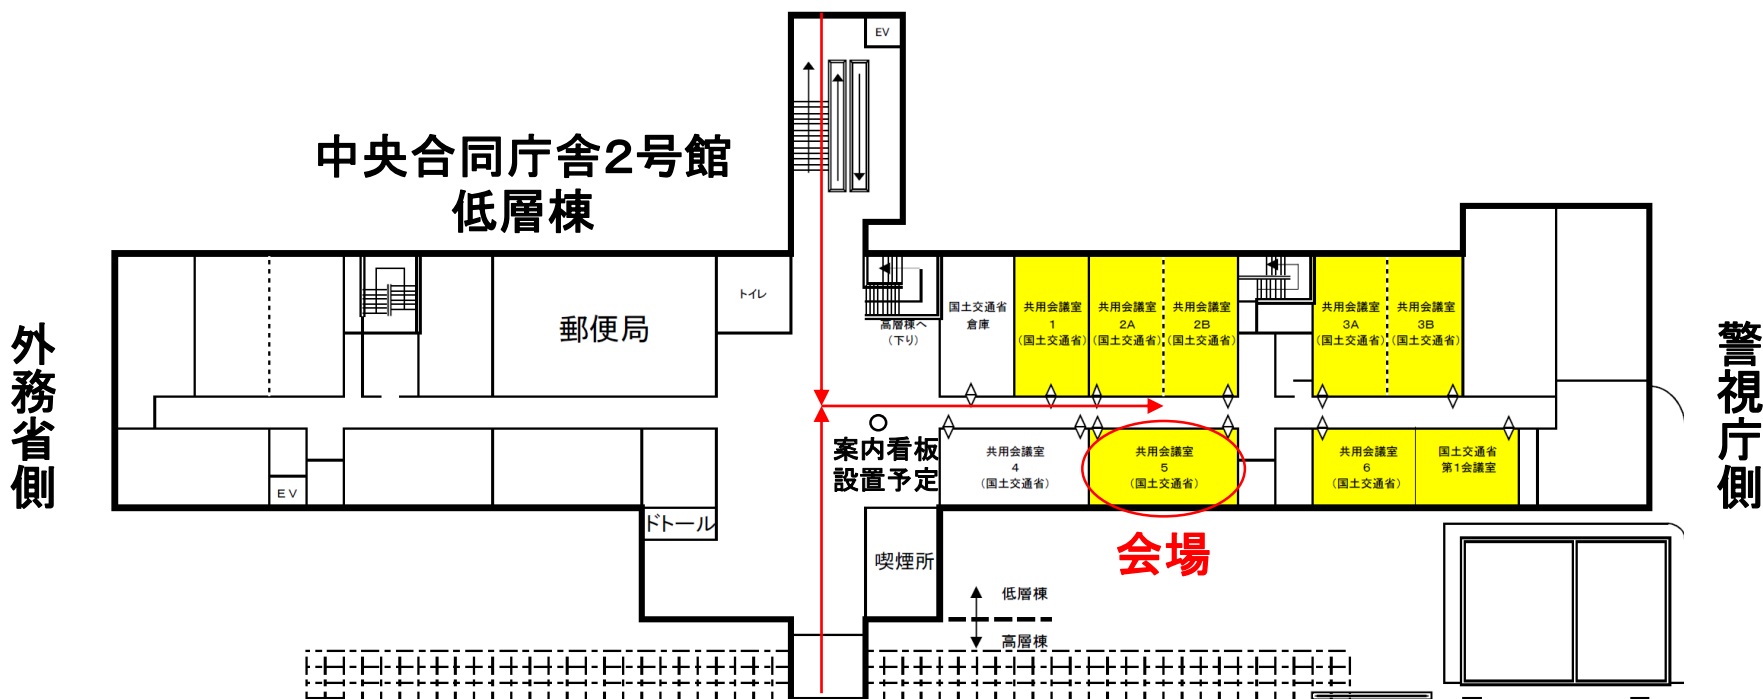 EV
中央合同庁舎２号館
低層棟
外務省側
郵便局
トイレ
高層棟へ
（下り）
国土交通省
倉庫
共用会議室
1
（国土交通省）
共用会議室
2A
（国土交通省）
共用会議室
2B
（国土交通省）
共用会議室
3A
（国土交通省）
共用会議室
3B
（国土交通省）
警視庁側
案内看板
設置予定
共用会議室
4
（国土交通省）
共用会議室
5
（国土交通省）
共用会議室
6
（国土交通省）
国土交通省
第1会議室
EV
ドトール
喫煙所
会場
低層棟
高層棟